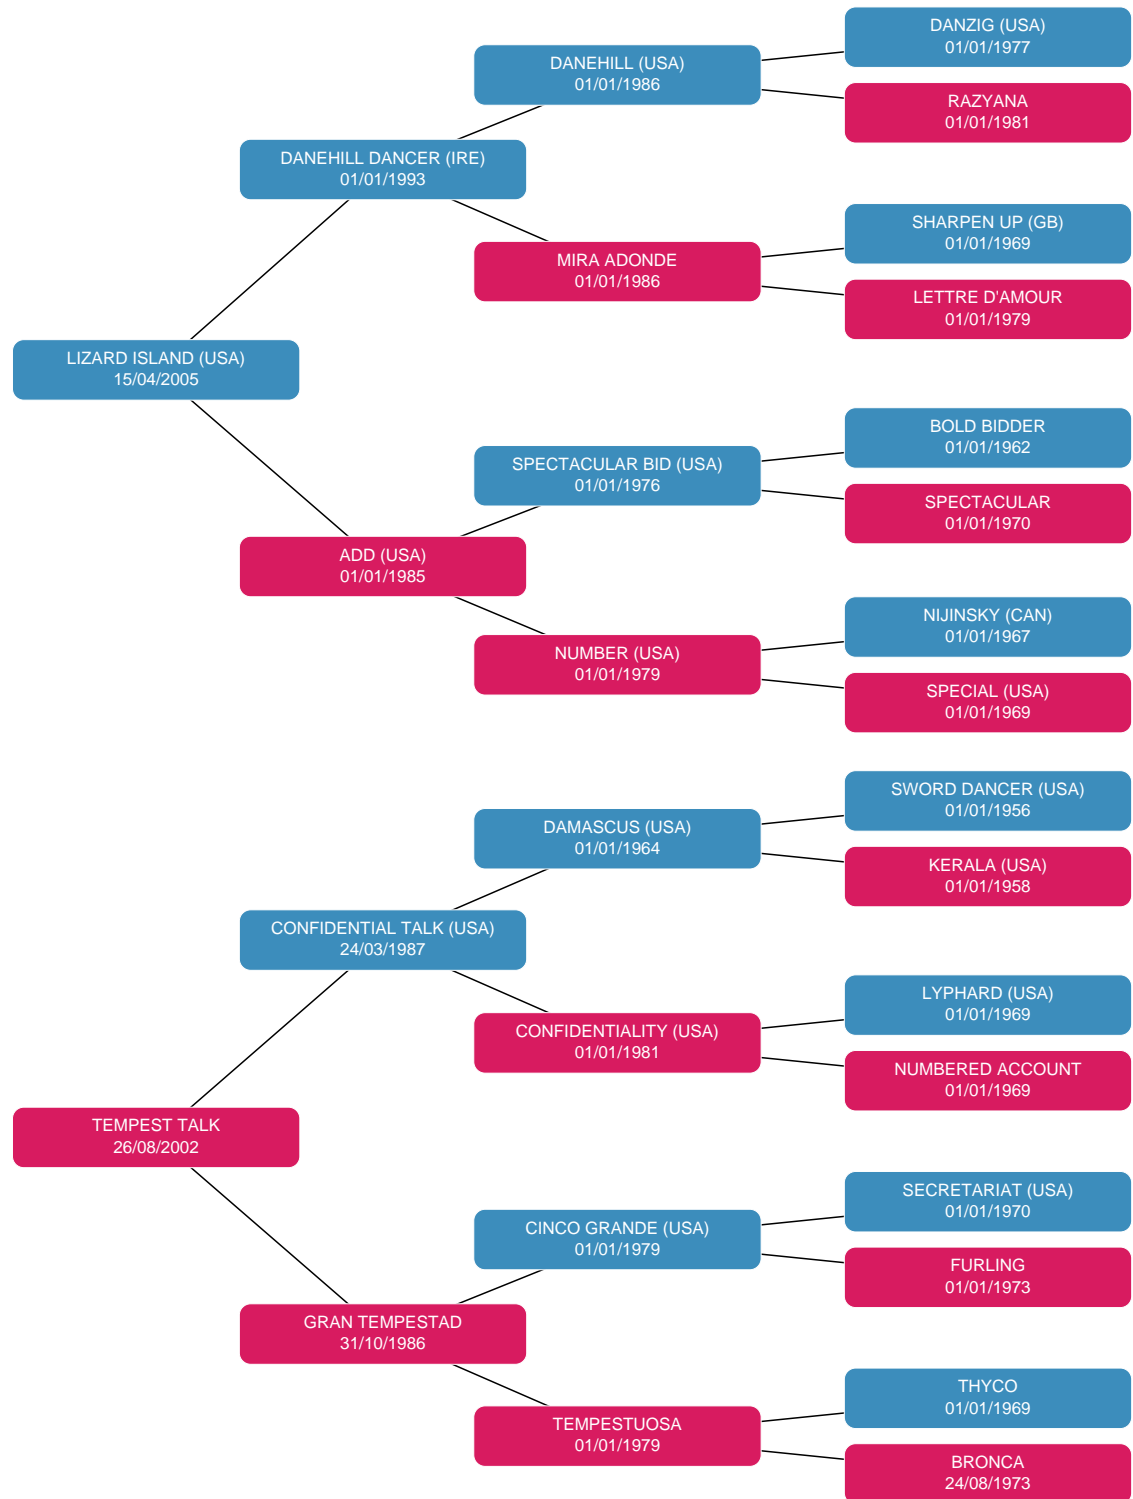 DANZIG (USA)
01/01/1977
DANEHILL (USA)
01/01/1986
RAZYANA
01/01/1981
DANEHILL DANCER (IRE)
01/01/1993
SHARPEN UP (GB)
01/01/1969
MIRA ADONDE
01/01/1986
LETTRE D'AMOUR
01/01/1979
LIZARD ISLAND (USA)
15/04/2005
BOLD BIDDER
01/01/1962
SPECTACULAR BID (USA)
01/01/1976
SPECTACULAR
01/01/1970
ADD (USA)
01/01/1985
NIJINSKY (CAN)
01/01/1967
NUMBER (USA)
01/01/1979
SPECIAL (USA)
01/01/1969
SWORD DANCER (USA)
01/01/1956
DAMASCUS (USA)
01/01/1964
KERALA (USA)
01/01/1958
CONFIDENTIAL TALK (USA)
24/03/1987
LYPHARD (USA)
01/01/1969
CONFIDENTIALITY (USA)
01/01/1981
NUMBERED ACCOUNT
01/01/1969
TEMPEST TALK
26/08/2002
SECRETARIAT (USA)
01/01/1970
CINCO GRANDE (USA)
01/01/1979
FURLING
01/01/1973
GRAN TEMPESTAD
31/10/1986
THYCO
01/01/1969
TEMPESTUOSA
01/01/1979
BRONCA
24/08/1973